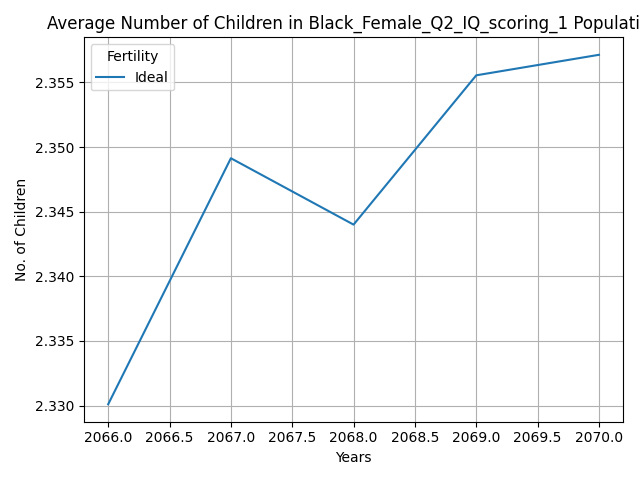 Average Number of Children in Black_Female_Q2_IQ_scoring_1 Populati
Fertility
Ideal
2.355
2.350
2.345
2.340
2.335
2.330
No. of Children
2066.0 2066.5 2067.0 2067.5 2068.0 2068.5 2069.0 2069.5 2070.0
Years